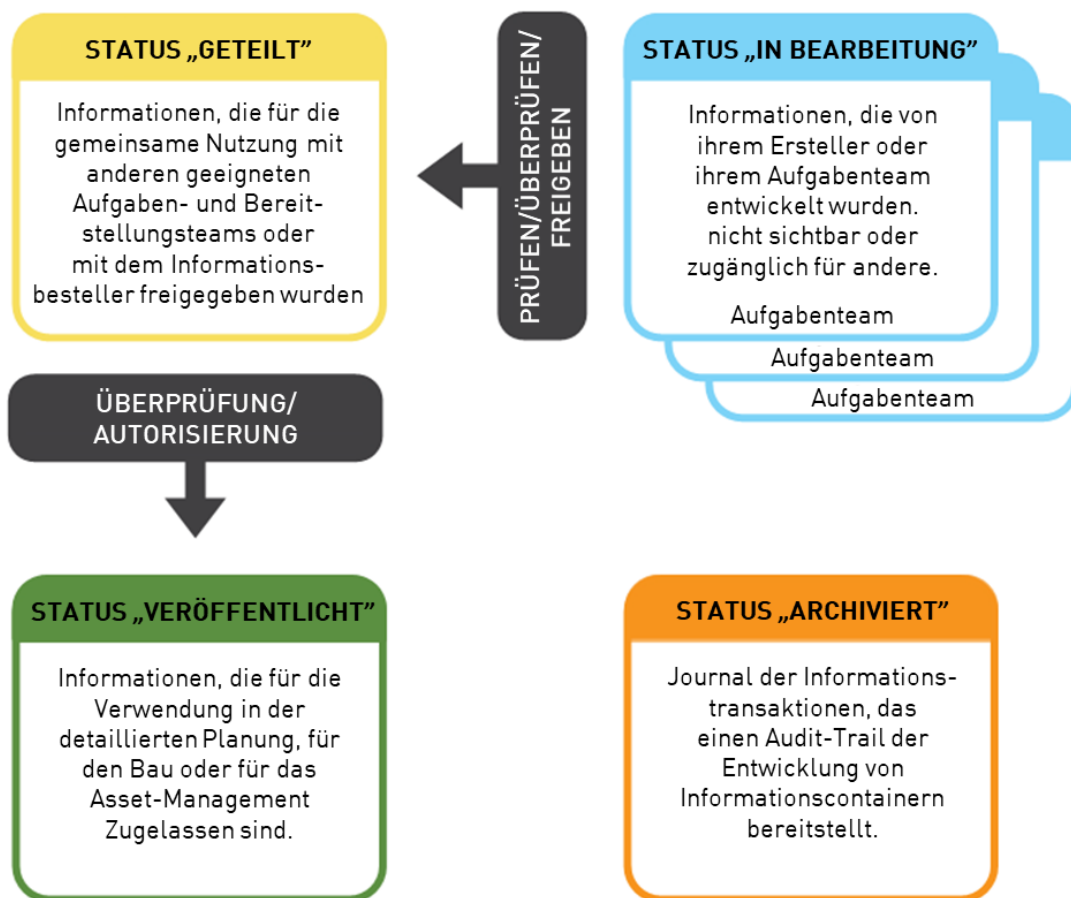 STATUS „GETEILT”
Informationen, die für die
gemeinsame Nutzung mit
anderen geeigneten
Aufgaben- und Bereit-
stellungsteams oder
mit dem Informations-
besteller freigegeben wurden
PRÜFEN/ÜBERPRÜFEN/
FREIGEBEN
STATUS „IN BEARBEITUNG”
Informationen, die von
ihrem Ersteller oder
ihrem Aufgabenteam
entwickelt wurden.
nicht sichtbar oder
zugänglich für andere.
Aufgabenteam
Aufgabenteam
Aufgabenteam
ÜBERPRÜFUNG/
AUTORISIERUNG
STATUS „VERÖFFENTLICHT”
Informationen, die für die
Verwendung in der
detaillierten Planung, für
den Bau oder für das
Asset-Management
Zugelassen sind.
STATUS „ARCHIVIERT”
Journal der Informations-
transaktionen, das
einen Audit-Trail der
Entwicklung von
Informationscontainern
bereitstellt.